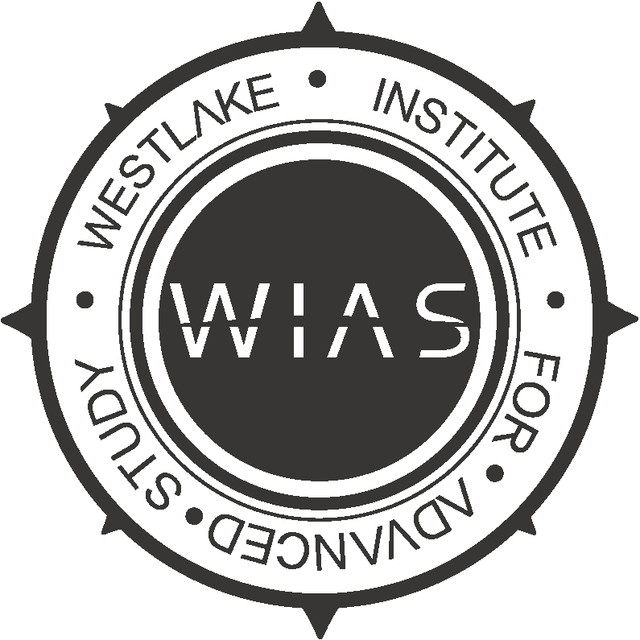 WESTLAKE • INSTITUTE • FOR • ADVANCED • STUDY •
WIAS